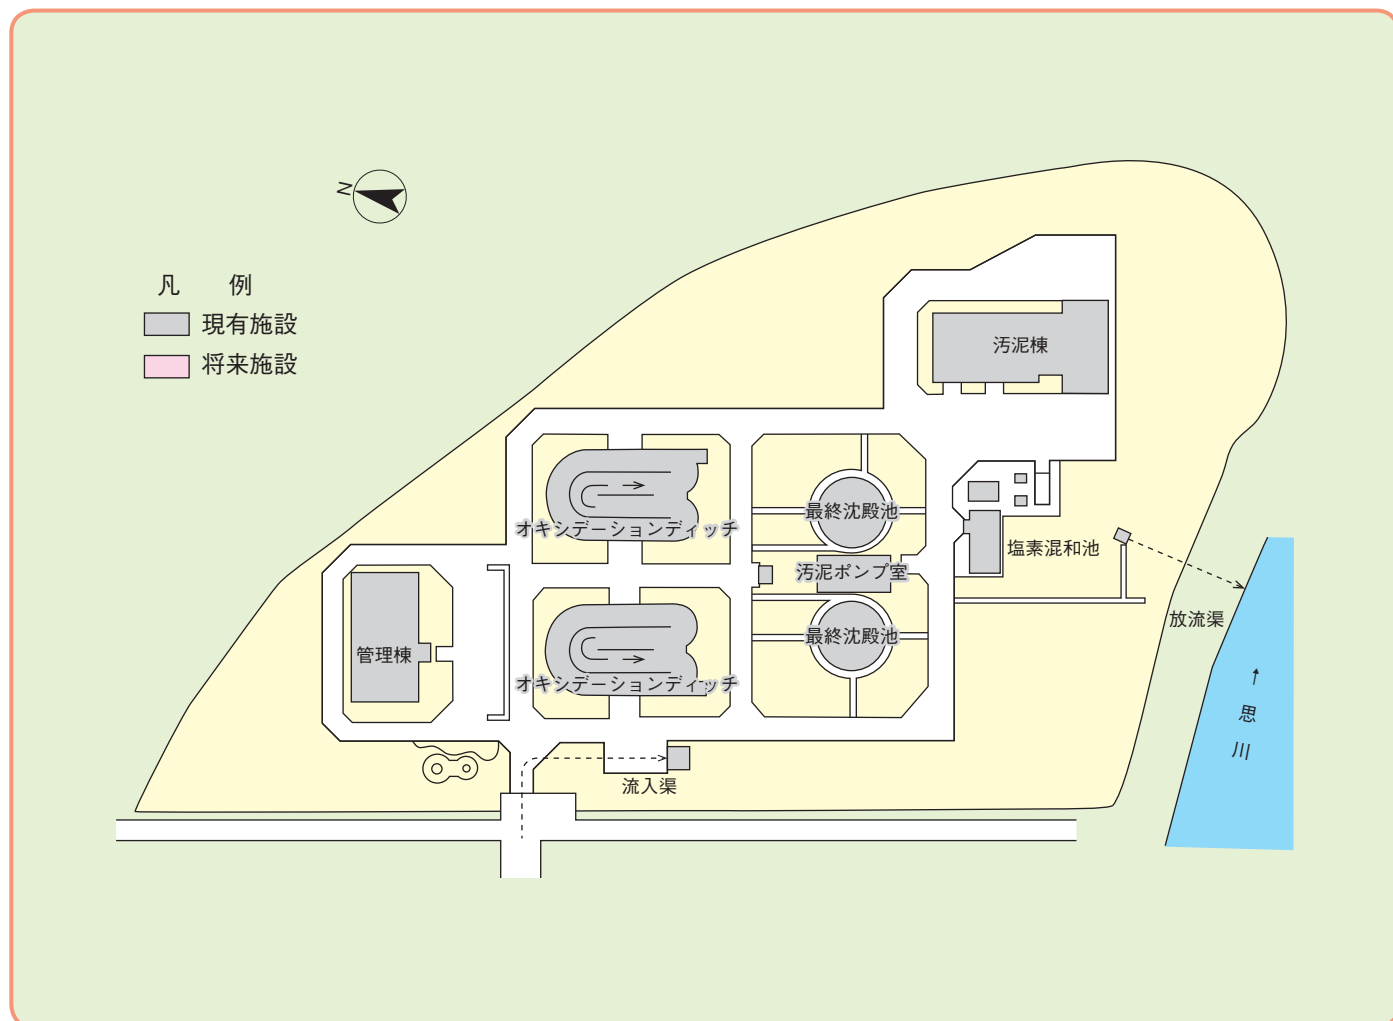 N
凡 例
現有施設
将来施設
汚泥棟
オキシデーションディッチ
最終沈殿池
塩素混和池
汚泥ポンプ室
放流渠
最終沈殿池
管理棟
オキシデーションディッチ
↑思川
流入渠